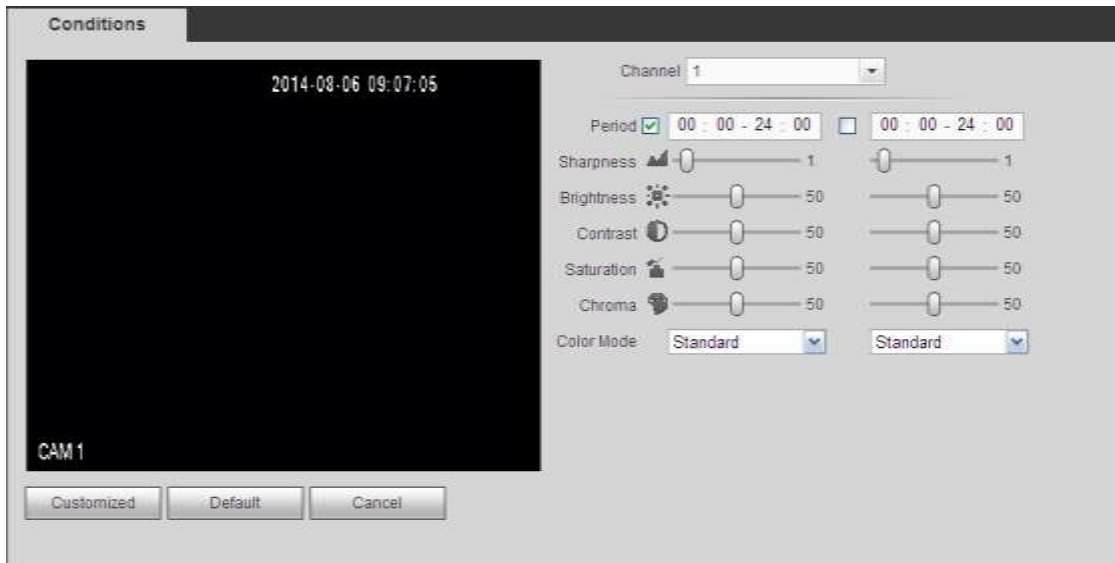 Conditions
2014-08-06 09:07:05
CAM 1
Customized Default Cancel
Channel 1
Period 00 : 00 - 24 : 00 00 : 00 - 24 : 00
Sharpness 1 1
Brightness 50 50
Contrast 50 50
Saturation 50 50
Chroma 50 50
Color Mode Standard Standard